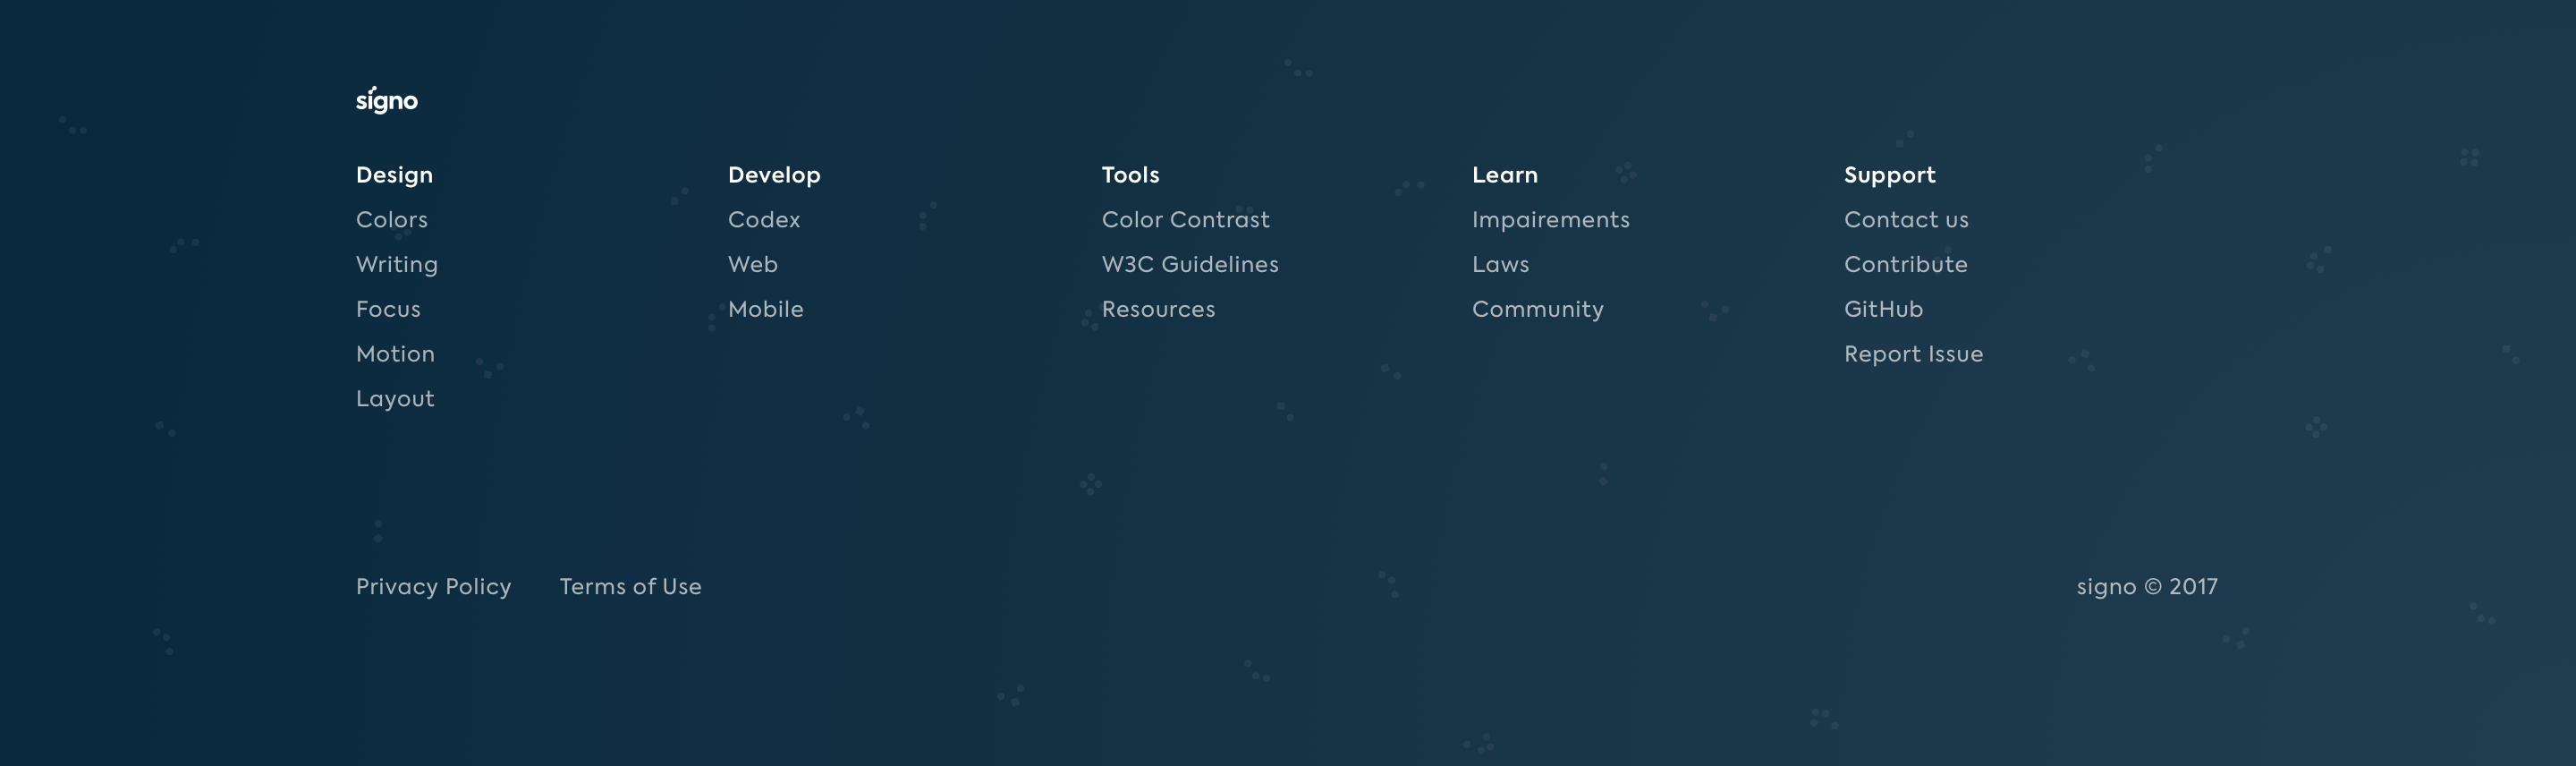 signo
Design
Colors
Writing
Focus
Motion
Layout
Develop
Codex
Web
Mobile
Tools
Color Contrast
W3C Guidelines
Resources
Learn
Impairements
Laws
Community
Support
Contact us
Contribute
GitHub
Report Issue
Privacy Policy
Terms of Use
signo © 2017